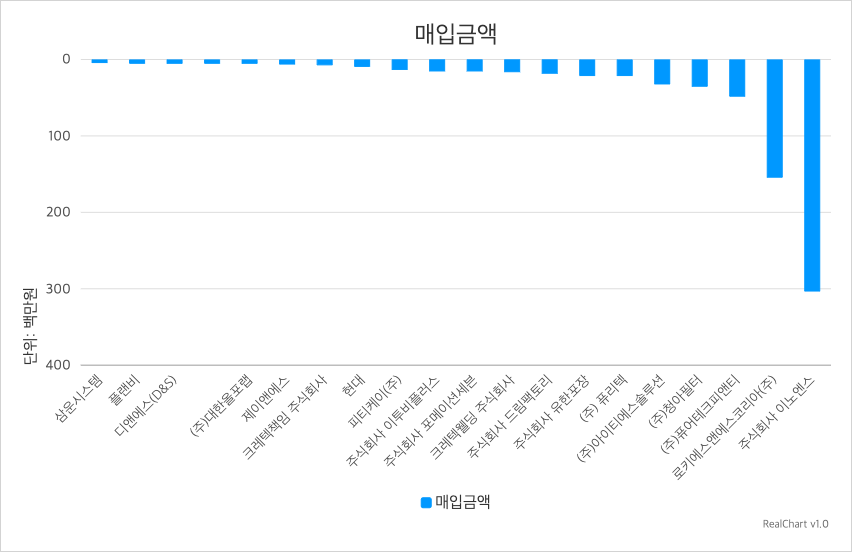 매입금액
0
100
200
300
400
단위: 백만원
삼운시스템
플랜비
디앤에스(D&S)
(주)대한울포랩
제이앤에스
크레텍책임 주식회사
현대
피티케이(주)
주식회사 이투비플러스
주식회사 포메이션세븐
크레텍웰딩 주식회사
주식회사 드림팩토리
주식회사 유한포장
(주) 퓨리텍
(주)아이티에스솔루션
(주)청아필터
(주)퓨어테크피앤티
로키에스앤에스코리아(주)
주식회사 이노엔스
매입금액
RealChart v1.0